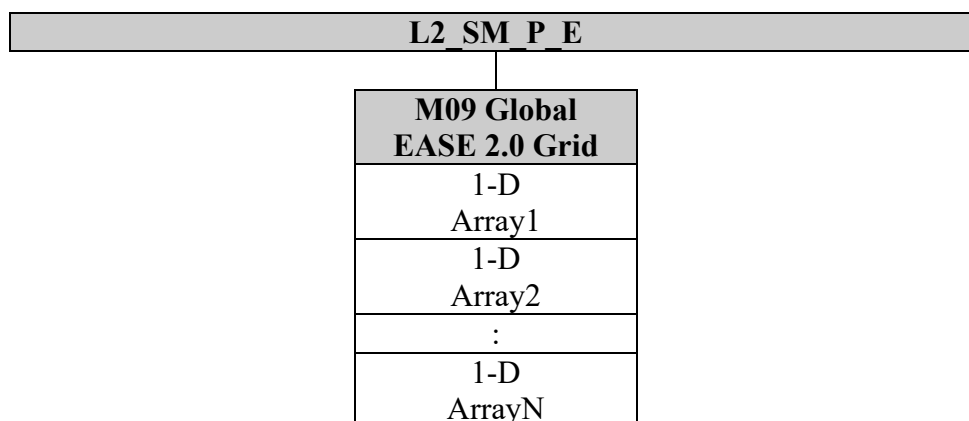 L2_SM_P_E
M09 Global
EASE 2.0 Grid
1-D
Array1
1-D
Array2
:
1-D
ArrayN